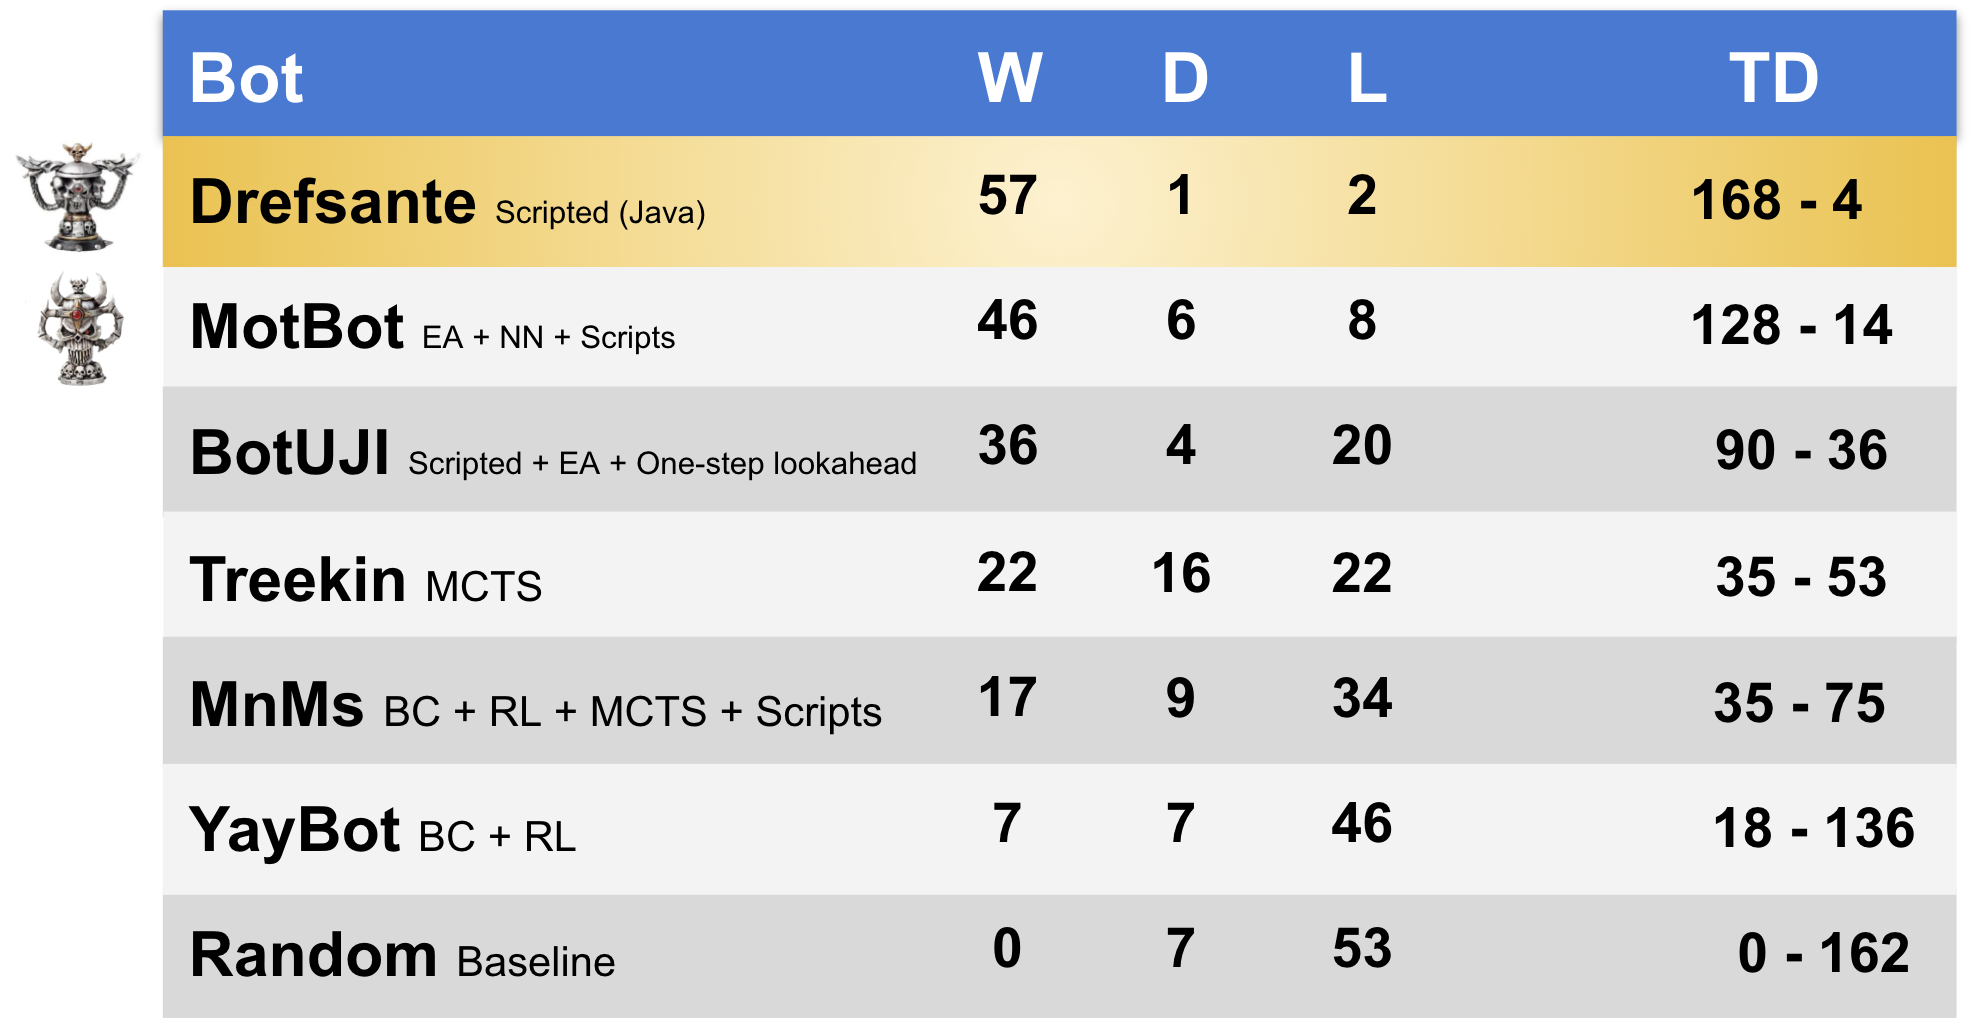 Bot W D L TD
Drefsante Scripted (Java) 57 1 2 168 - 4
MotBot EA + NN + Scripts 46 6 8 128 - 14
BotUJI Scripted + EA + One-step lookahead 36 4 20 90 - 36
Treekin MCTS 22 16 22 35 - 53
MnMs BC + RL + MCTS + Scripts 17 9 34 35 - 75
YayBot BC + RL 7 7 46 18 - 136
Random Baseline 0 7 53 0 - 162